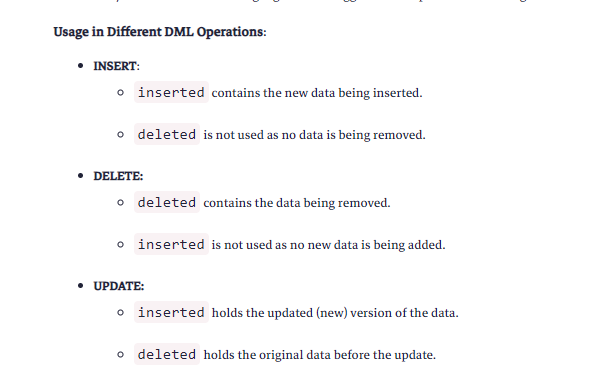 Usage in Different DML Operations:
INSERT:
inserted contains the new data being inserted.
deleted is not used as no data is being removed.
DELETE:
deleted contains the data being removed.
inserted is not used as no new data is being added.
UPDATE:
inserted holds the updated (new) version of the data.
deleted holds the original data before the update.